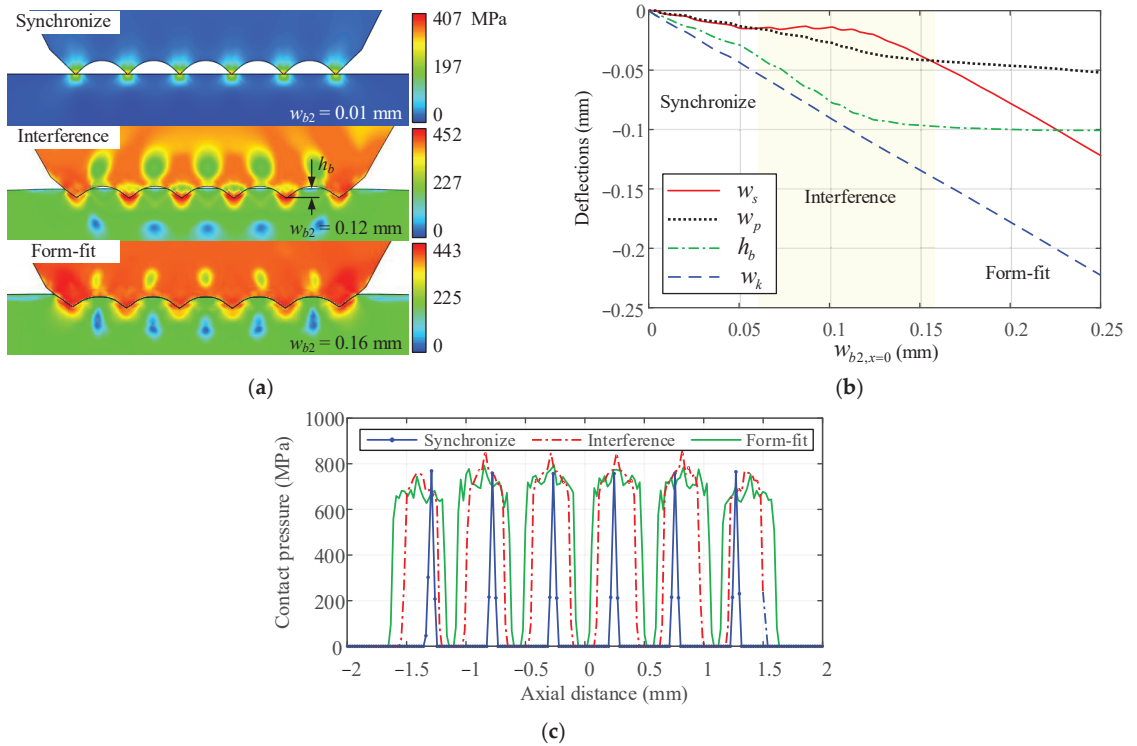 Synchronize
407 MPa
197
0
w_b2 = 0.01 mm
Interference
452
h_b
227
w_b2 = 0.12 mm
0
Form-fit
443
225
w_b2 = 0.16 mm
0
(a)
0
−0.05
−0.1
−0.15
−0.2
−0.25
Deflections (mm)
Synchronize
Interference
Form-fit
w_s
w_p
h_b
w_k
0 0.05 0.1 0.15 0.2 0.25
w_b2,x=0 (mm)
(b)
1000
800
600
400
200
0
Contact pressure (MPa)
Synchronize Interference Form-fit
−2 −1.5 −1 −0.5 0 0.5 1 1.5 2
Axial distance (mm)
(c)